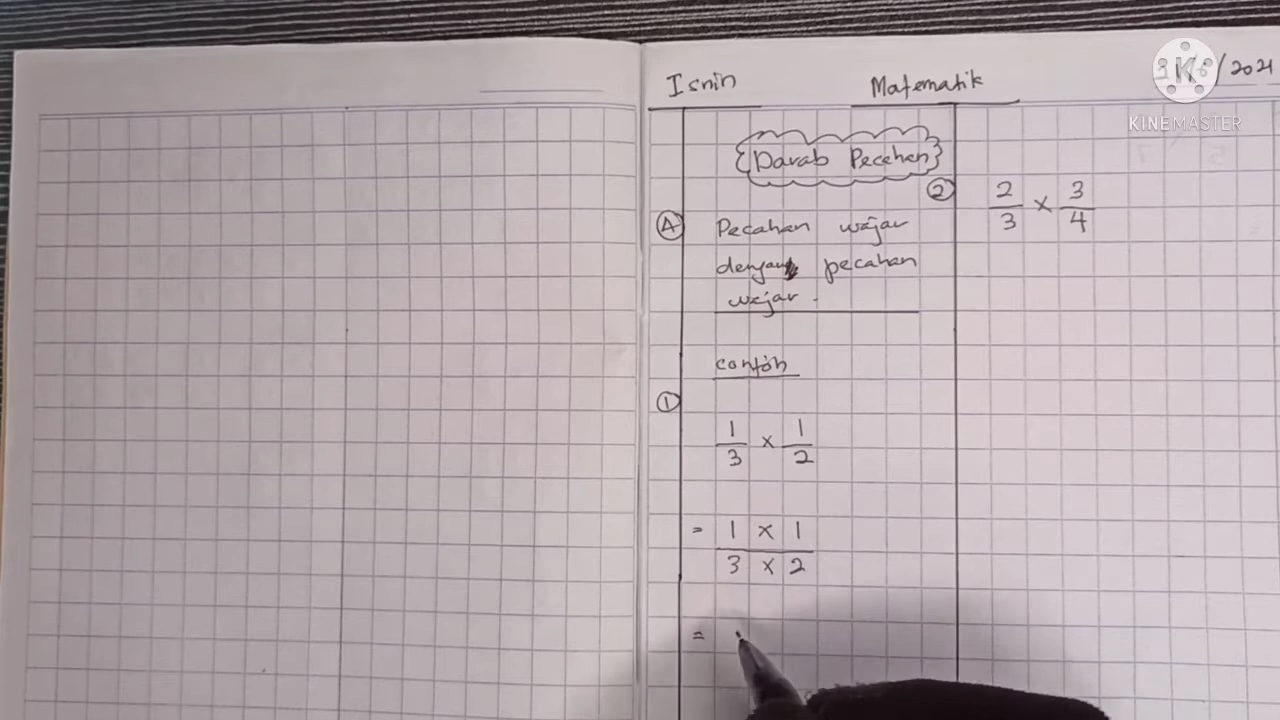 Isnin Matematik /2021
KINEMASTER
Darab Pecahan
A Pecahan wajar
dengan pecahan
wajar.
contoh
1
1/3 × 1/2
= 1 × 1 / 3 × 2
=
2 2/3 × 3/4